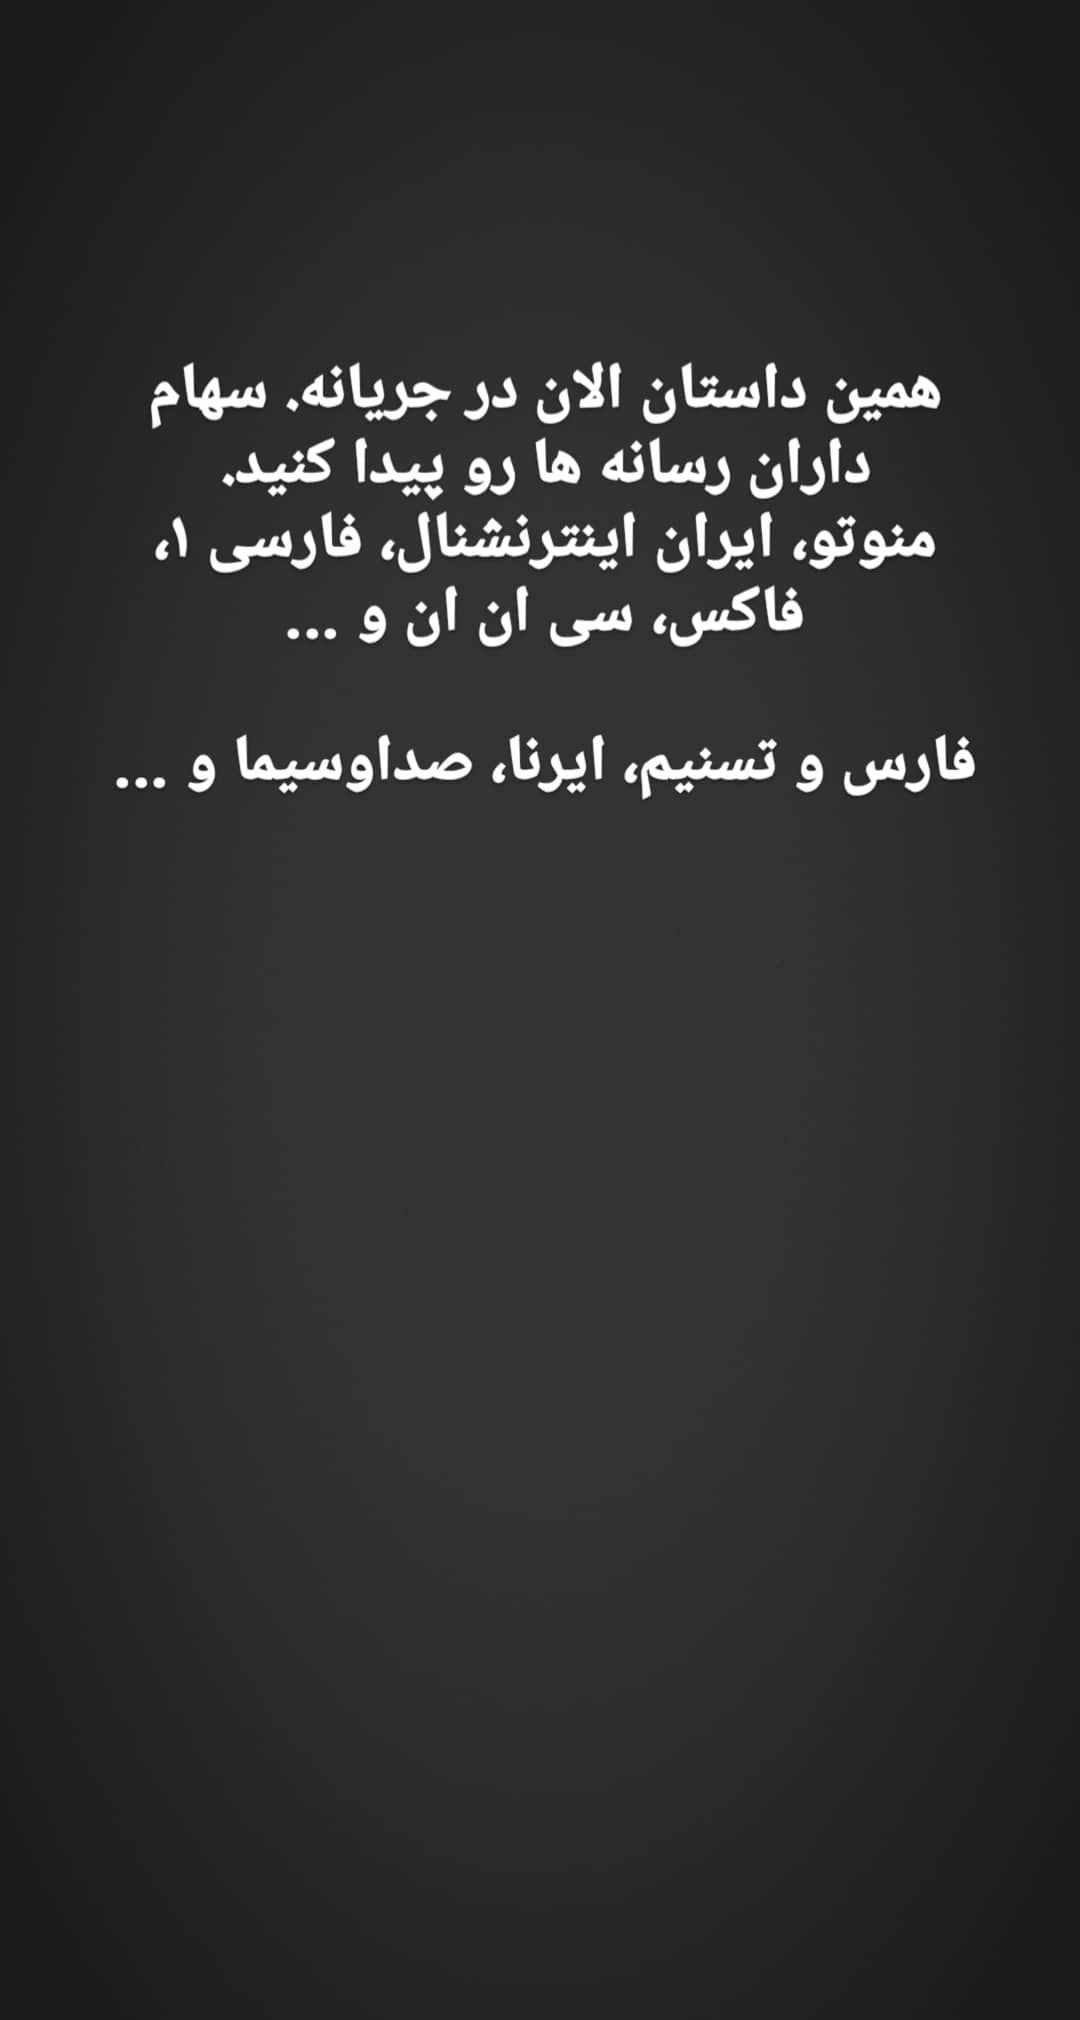 همین داستان الان در جریانه. سهام
داران رسانه ها رو پیدا کنید.
منوتو، ایران اینترنشنال، فارسی ۱،
فاکس، سی ان ان و ...
فارس و تسنیم، ایرنا، صداوسیما و ...